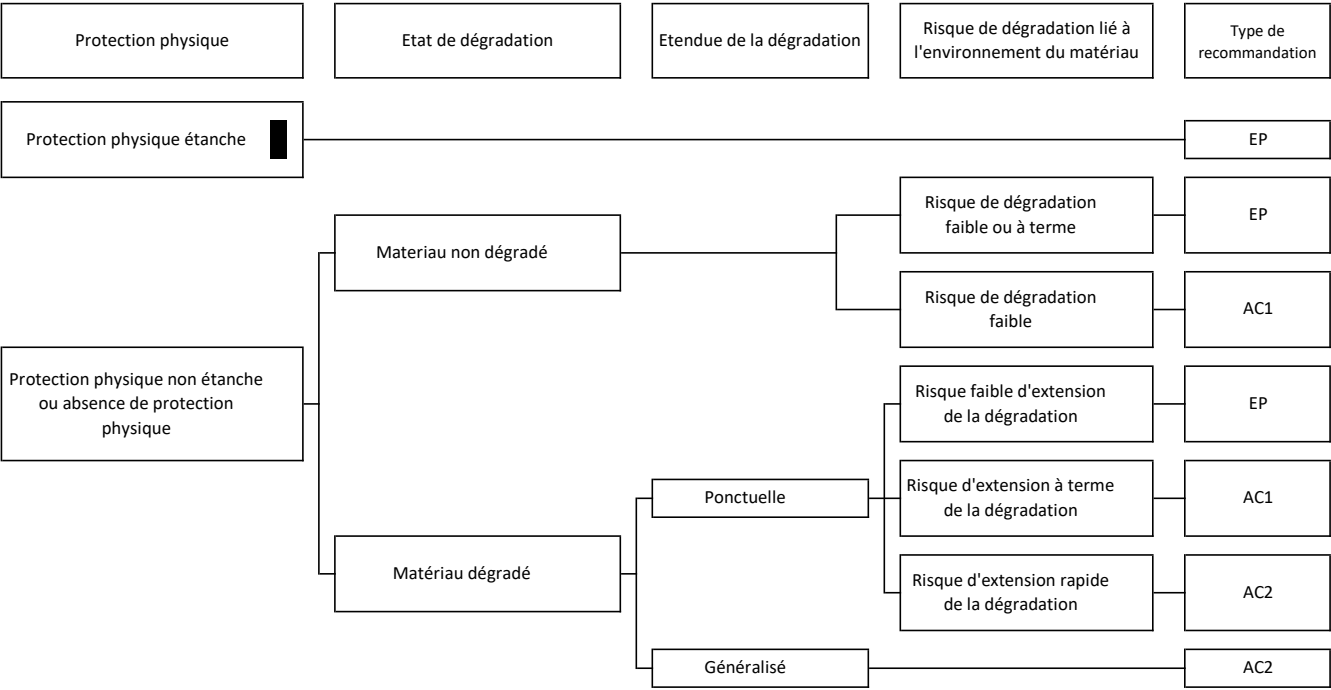 Protection physique
Etat de dégradation
Etendue de la dégradation
Risque de dégradation lié à
l'environnement du matériau
Type de
recommandation
Protection physique étanche
EP
Risque de dégradation
faible ou à terme
EP
Materiau non dégradé
Risque de dégradation
faible
AC1
Protection physique non étanche
ou absence de protection
physique
Risque faible d'extension
de la dégradation
EP
Ponctuelle
Risque d'extension à terme
de la dégradation
AC1
Matériau dégradé
Risque d'extension rapide
de la dégradation
AC2
Généralisé
AC2